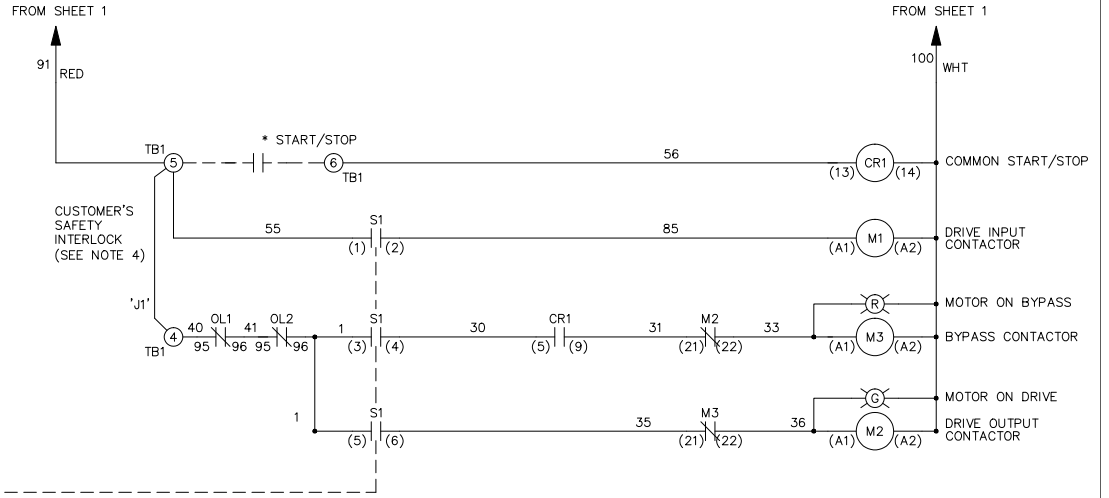 FROM SHEET 1
FROM SHEET 1
91
RED
100
WHT
* START/STOP
TB1
5
6
TB1
56
(13)
CR1
(14)
COMMON START/STOP
CUSTOMER'S
SAFETY
INTERLOCK
(SEE NOTE 4)
55
S1
(1)
(2)
85
(A1)
M1
(A2)
DRIVE INPUT
CONTACTOR
'J1'
R
MOTOR ON BYPASS
4
TB1
40
OL1
95
96
41
OL2
95
96
1
S1
(3)
(4)
30
CR1
(5)
(9)
31
M2
(21)
(22)
33
(A1)
M3
(A2)
BYPASS CONTACTOR
G
MOTOR ON DRIVE
1
S1
(5)
(6)
35
M3
(21)
(22)
36
(A1)
M2
(A2)
DRIVE OUTPUT
CONTACTOR